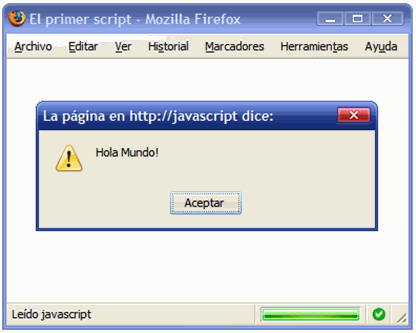 El primer script - Mozilla Firefox
Archivo Editar Ver Historial Marcadores Herramientas Ayuda
La página en http://javascript dice:
Hola Mundo!
Aceptar
Leído javascript